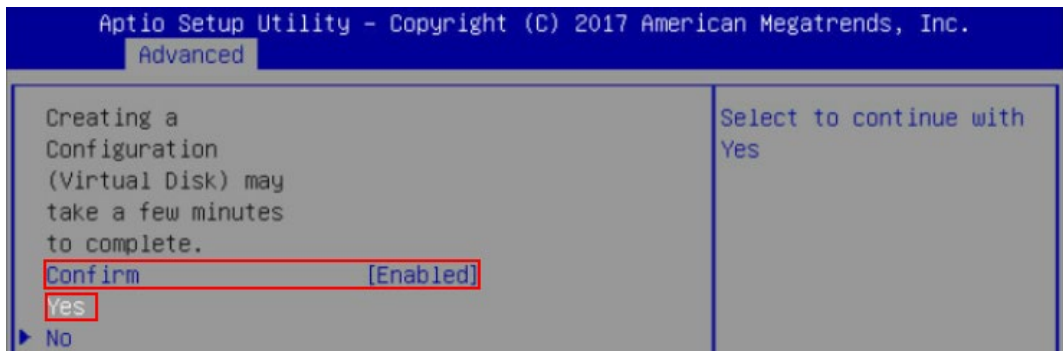 Aptio Setup Utility – Copyright (C) 2017 American Megatrends, Inc.
Advanced
Creating a
Configuration
(Virtual Disk) may
take a few minutes
to complete.
Confirm [Enabled]
Yes
No
Select to continue with
Yes